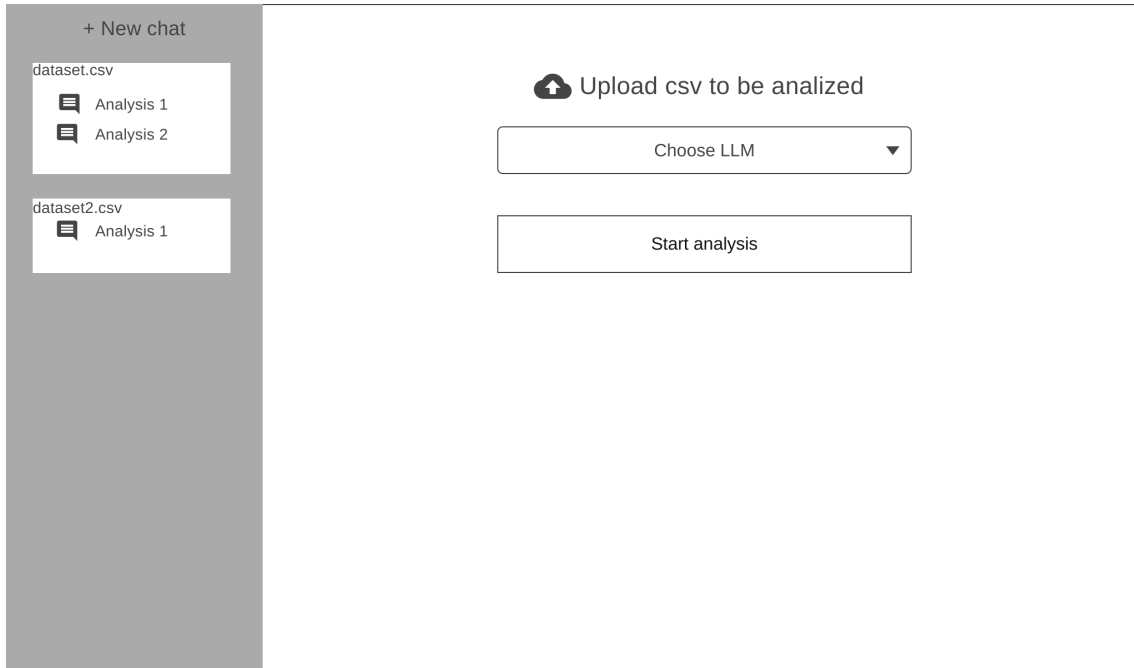 + New chat
dataset.csv
Analysis 1
Analysis 2
dataset2.csv
Analysis 1
Upload csv to be analized
Choose LLM
Start analysis